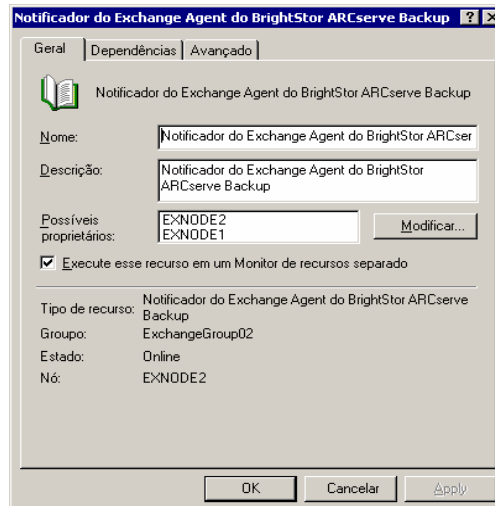 Notificador do Exchange Agent do BrightStor ARCserve Backup
Geral Dependências Avançado
Notificador do Exchange Agent do BrightStor ARCserve Backup
Nome: Notificador do Exchange Agent do BrightStor ARCser
Descrição: Notificador do Exchange Agent do BrightStor
ARCserve Backup
Possíveis proprietários: EXNODE2
EXNODE1
Modificar...
Execute esse recurso em um Monitor de recursos separado
Tipo de recurso: Notificador do Exchange Agent do BrightStor ARCserve
Backup
Groupo: ExchangeGroup02
Estado: Online
Nó: EXNODE2
OK Cancelar Apply